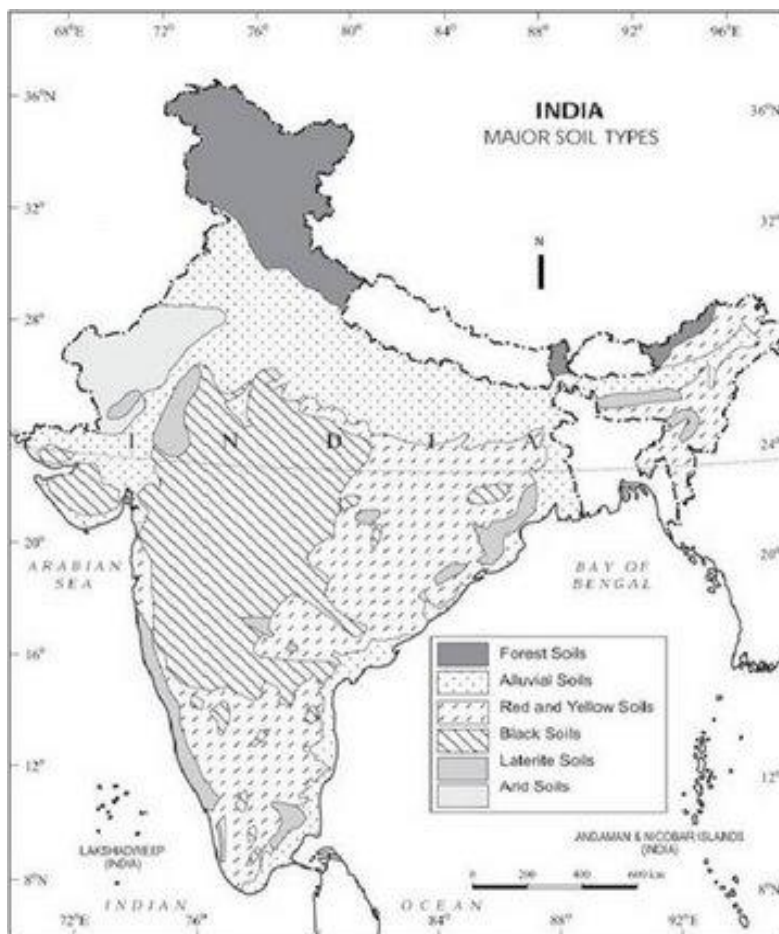 68°E 72° 76° 80° 84° 88° 92° 96°E
36°N
36°N
INDIA
MAJOR SOIL TYPES
32°
32°
N
28°
28°
I N D I A
24°
24°N
20°
20°
ARABIAN
SEA
BAY OF
BENGAL
16°
16°
Forest Soils
Alluvial Soils
Red and Yellow Soils
Black Soils
Laterite Soils
Arid Soils
12°
12°
LAKSHADWEEP
(INDIA)
ANDAMAN & NICOBAR ISLANDS
(INDIA)
0 200 400 600 km
8°N
8°N
INDIAN OCEAN
72°E 76° 84° 88° 92°E